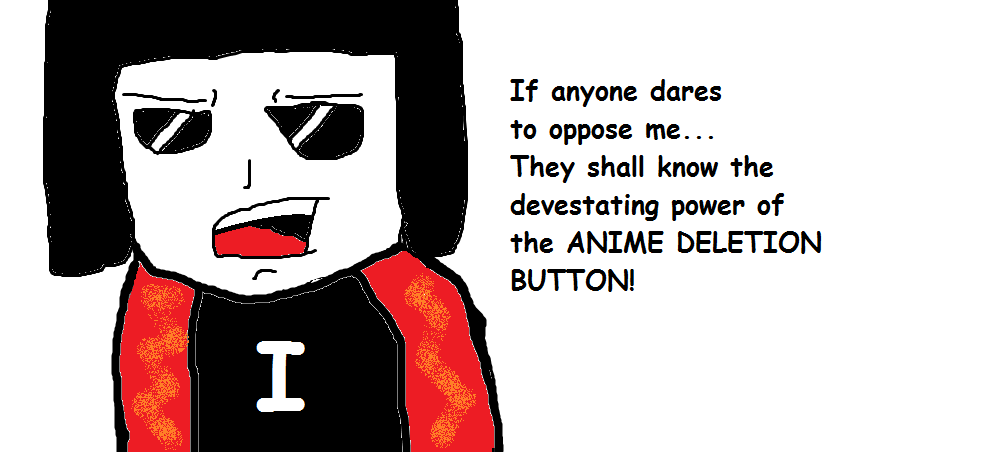 If anyone dares
to oppose me...
They shall know the
devestating power of
the ANIME DELETION
BUTTON!
I